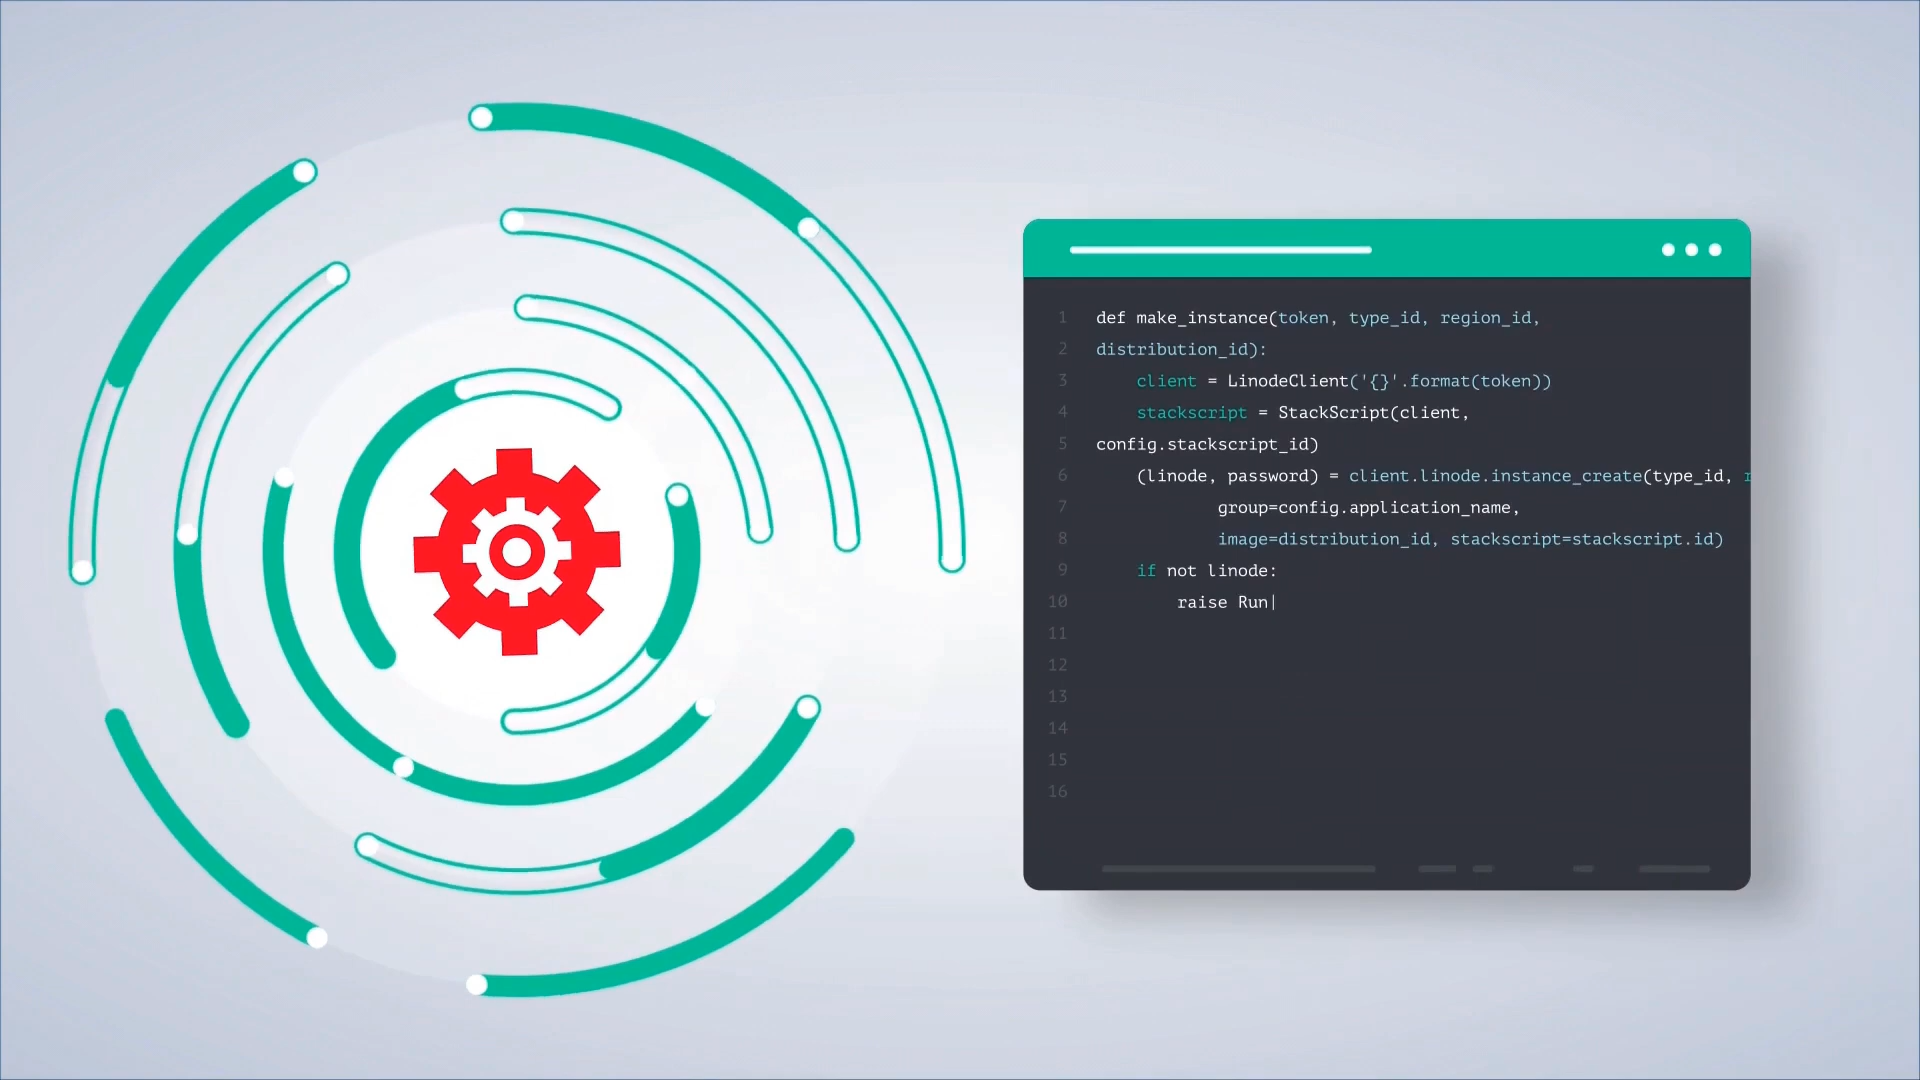 1 def make_instance(token, type_id, region_id,
2 distribution_id):
3 client = LinodeClient('{}'.format(token))
4 stackscript = StackScript(client,
5 config.stackscript_id)
6 (linode, password) = client.linode.instance_create(type_id,
7 group=config.application_name,
8 image=distribution_id, stackscript=stackscript.id)
9 if not linode:
10 raise Run|
11
12
13
14
15
16